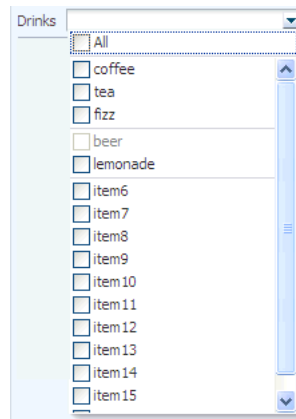 Drinks
All
coffee
tea
fizz
beer
lemonade
item6
item7
item8
item9
item10
item11
item12
item13
item14
item15